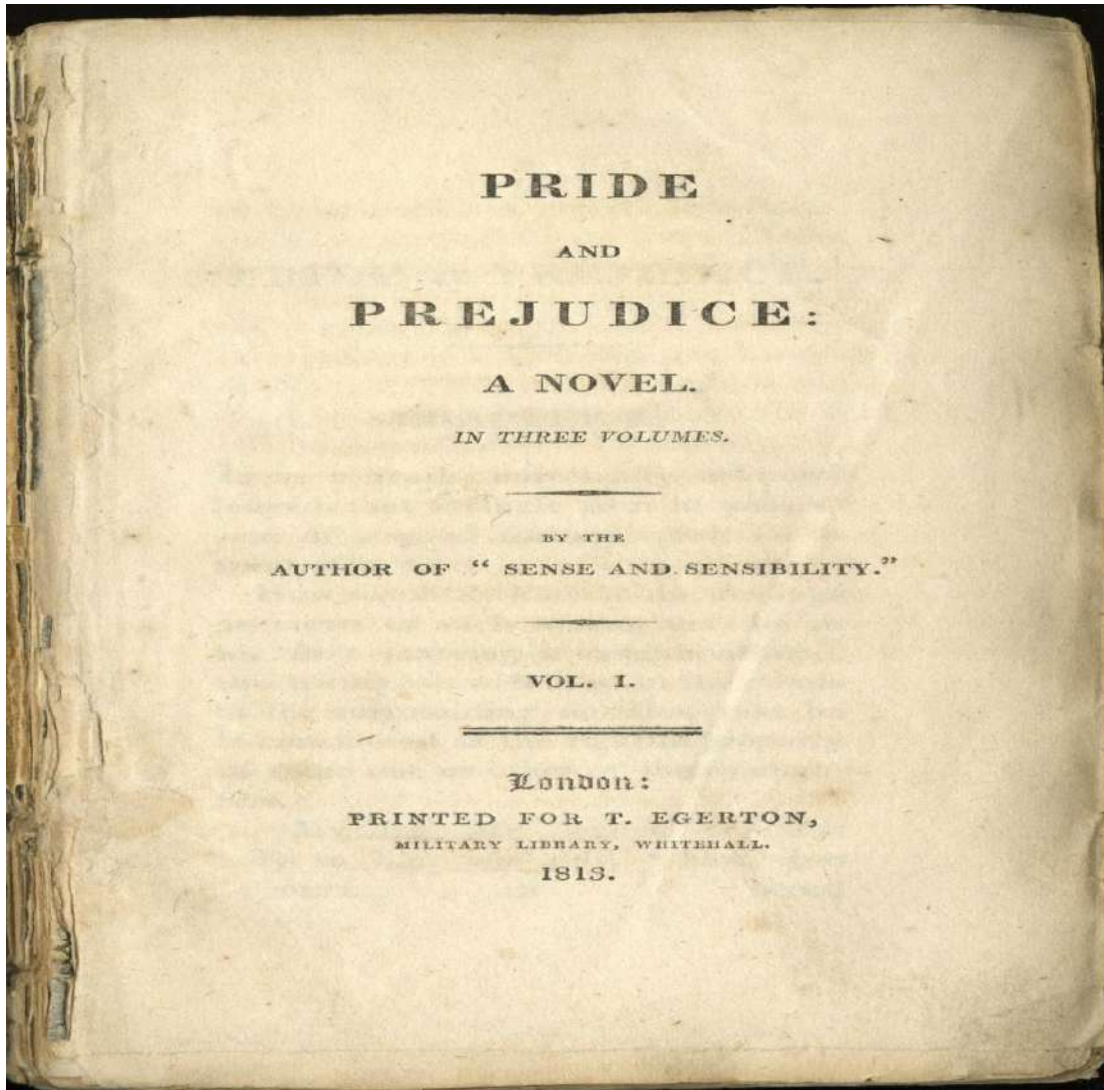 PRIDE
AND
PREJUDICE:
A NOVEL.
IN THREE VOLUMES.
BY THE
AUTHOR OF “ SENSE AND SENSIBILITY.”
VOL. I.
London:
PRINTED FOR T. EGERTON,
MILITARY LIBRARY, WHITEHALL.
1813.